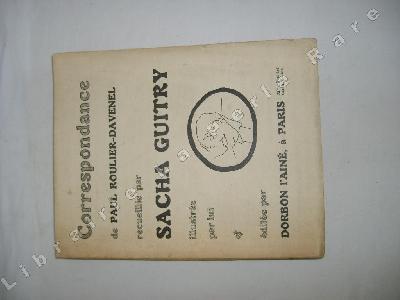 Correspondance
de PAUL ROULIER-DAVENEL
recueillie par
SACHA GUITRY
illustrée
par lui
et
éditée par
DORBON l'AINÉ, à PARIS